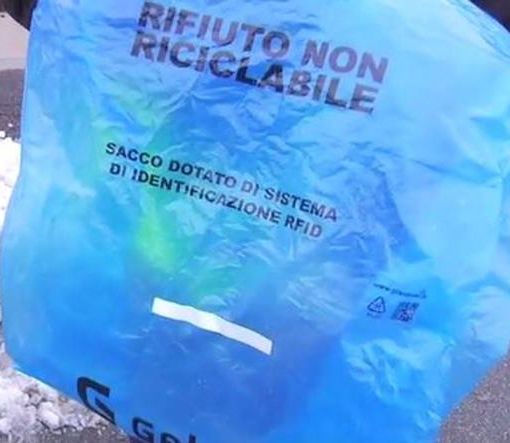 RIFIUTO NON
RICICLABILE
SACCO DOTATO DI SISTEMA
DI IDENTIFICAZIONE RFID
G